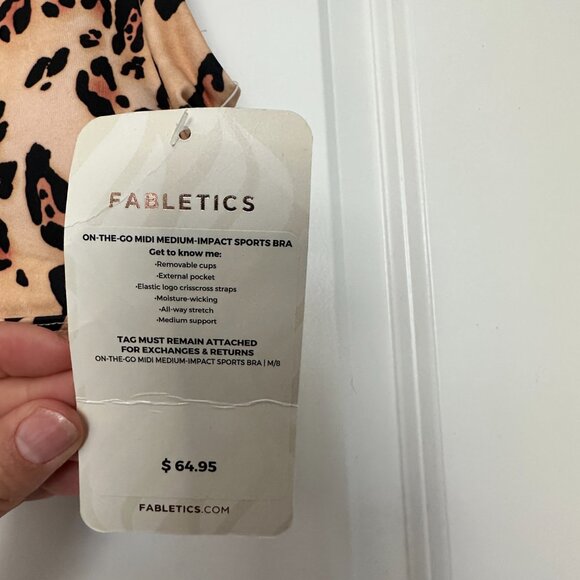 FABLETICS
ON-THE-GO MIDI MEDIUM-IMPACT SPORTS BRA
Get to know me:
•Removable cups
•External pocket
•Elastic logo crisscross straps
•Moisture-wicking
•All-way stretch
•Medium support
TAG MUST REMAIN ATTACHED
FOR EXCHANGES & RETURNS
ON-THE-GO MIDI MEDIUM-IMPACT SPORTS BRA | M/8
$ 64.95
FABLETICS.COM